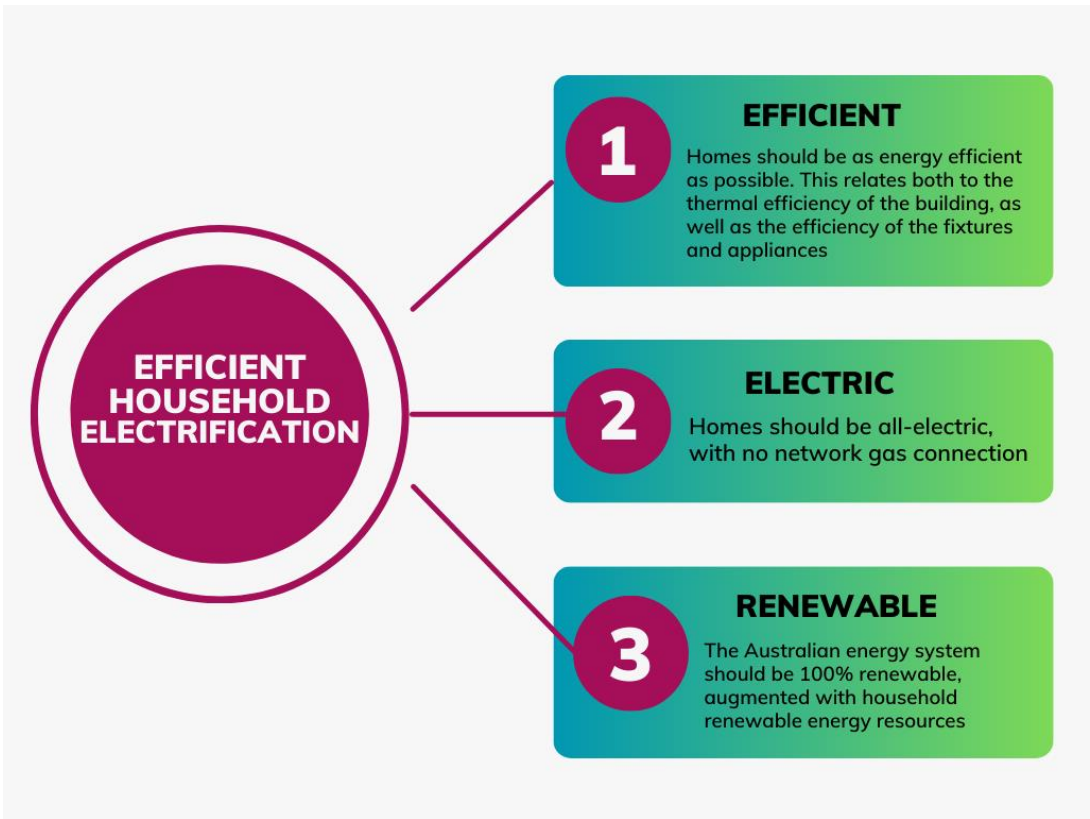 EFFICIENT
HOUSEHOLD
ELECTRIFICATION
1
EFFICIENT
Homes should be as energy efficient
as possible. This relates both to the
thermal efficiency of the building, as
well as the efficiency of the fixtures
and appliances
2
ELECTRIC
Homes should be all-electric,
with no network gas connection
3
RENEWABLE
The Australian energy system
should be 100% renewable,
augmented with household
renewable energy resources